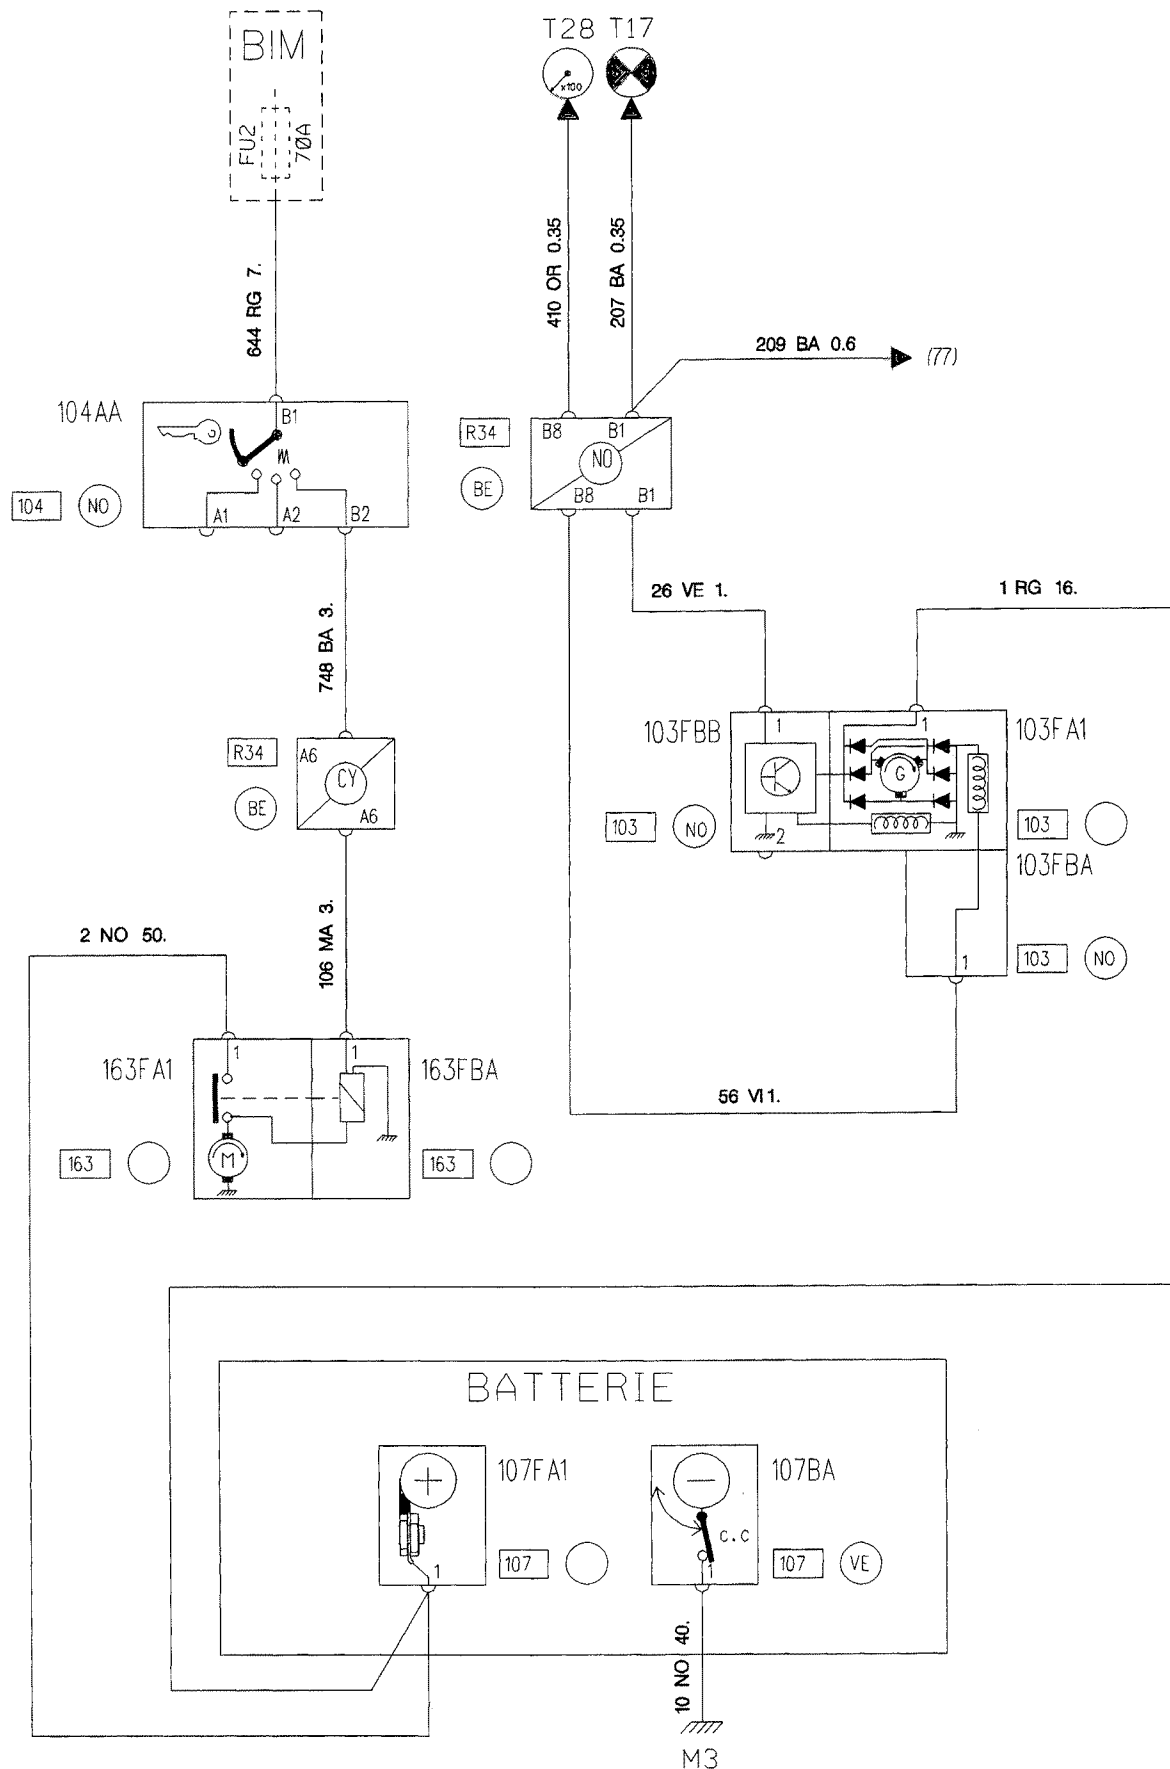 BIM
FU2
70A
T28 T17
x100
644 RG 7.
410 OR 0.35
207 BA 0.35
209 BA 0.6
(77)
104AA
B1
M
104
NO
A1
A2
B2
R34
BE
B8
B1
NO
B8
B1
748 BA 3.
26 VE 1.
1 RG 16.
R34
BE
A6
CY
A6
103FBB
1
1
103FA1
G
103
NO
2
103
103FBA
1
103
NO
2 NO 50.
106 MA 3.
163FA1
1
1
163FBA
163
M
163
56 VI 1.
BATTERIE
+
107FA1
107
1
−
107BA
c.c
1
107
VE
10 NO 40.
M3